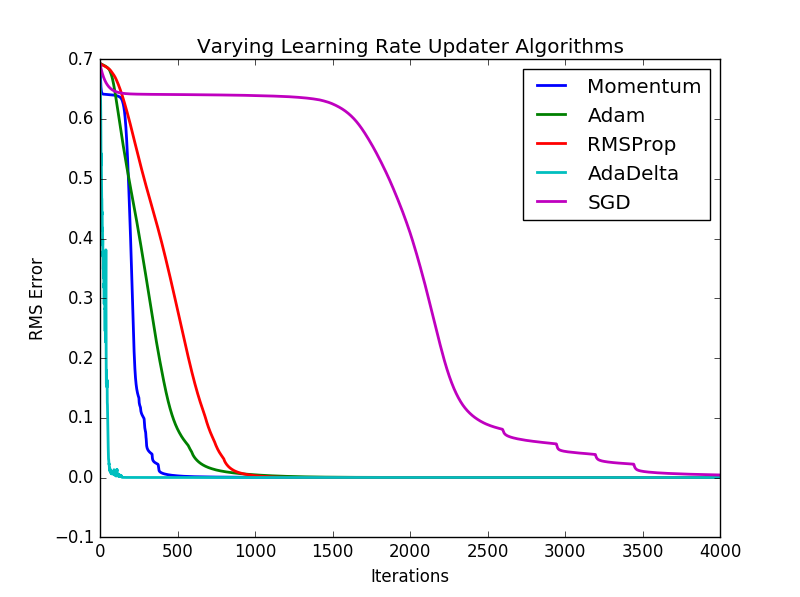 Varying Learning Rate Updater Algorithms
0.7
0.6
0.5
0.4
0.3
0.2
0.1
0.0
−0.1
RMS Error
Momentum
Adam
RMSProp
AdaDelta
SGD
0 500 1000 1500 2000 2500 3000 3500 4000
Iterations